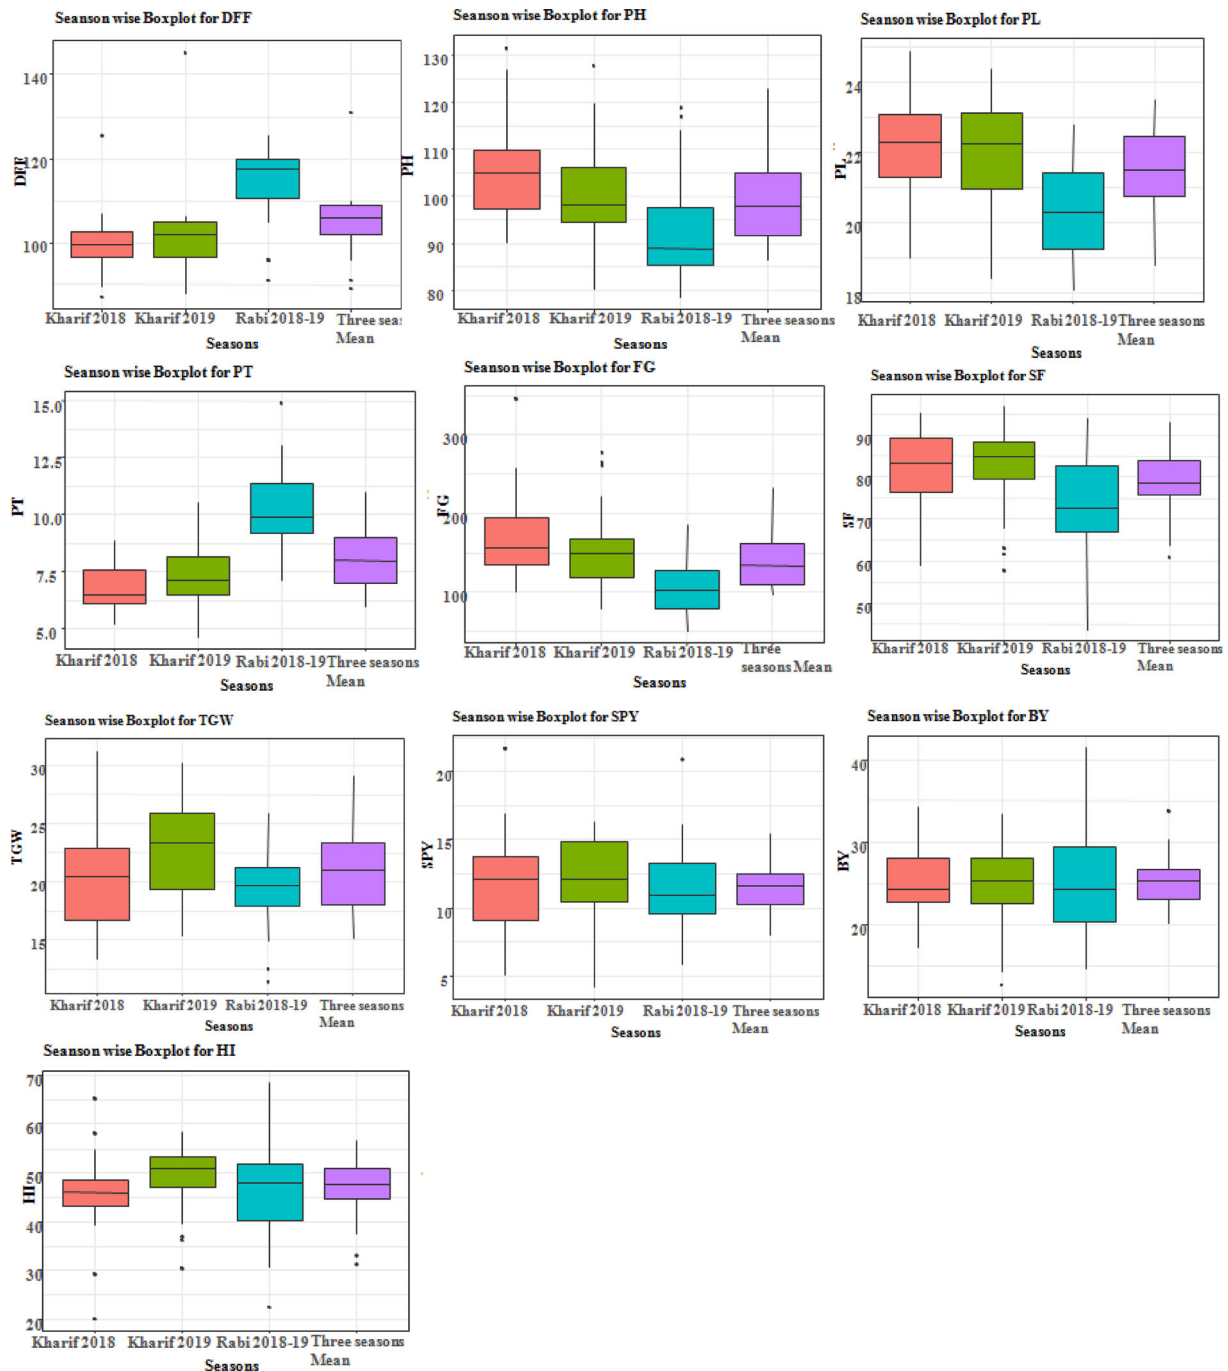 Seanson wise Boxplot for DFF
140
120
100
DFF
Kharif 2018 Kharif 2019 Rabi 2018-19 Three seas
Mean
Seasons
Seanson wise Boxplot for PH
130
120
110
100
90
80
PH
Kharif 2018 Kharif 2019 Rabi 2018-19 Three seasons
Mean
Seasons
Seanson wise Boxplot for PL
24
22
20
18
PL
Kharif 2018 Kharif 2019 Rabi 2018-19 Three seasons
Mean
Seasons
Seanson wise Boxplot for PT
15.0
12.5
10.0
7.5
5.0
PT
Kharif 2018 Kharif 2019 Rabi 2018-19 Three seasons
Mean
Seasons
Seanson wise Boxplot for FG
300
200
100
FG
Kharif 2018 Kharif 2019 Rabi 2018-19 Three
seasons Mean
Seasons
Seanson wise Boxplot for SF
90
80
70
60
50
SF
Kharif 2018 Kharif 2019 Rabi 2018-19 Three seasons
Mean
Seasons
Seanson wise Boxplot for TGW
30
25
20
15
TGW
Kharif 2018 Kharif 2019 Rabi 2018-19 Three seasons
Mean
Seasons
Seanson wise Boxplot for SPY
20
15
10
5
SPY
Kharif 2018 Kharif 2019 Rabi 2018-19 Three seasons
Mean
Seasons
Seanson wise Boxplot for BY
40
30
20
BY
Kharif 2018 Kharif 2019 Rabi 2018-19 Three seasons
Mean
Seasons
Seanson wise Boxplot for HI
70
60
50
40
30
20
HI
Kharif 2018 Kharif 2019 Rabi 2018-19 Three seasons
Mean
Seasons